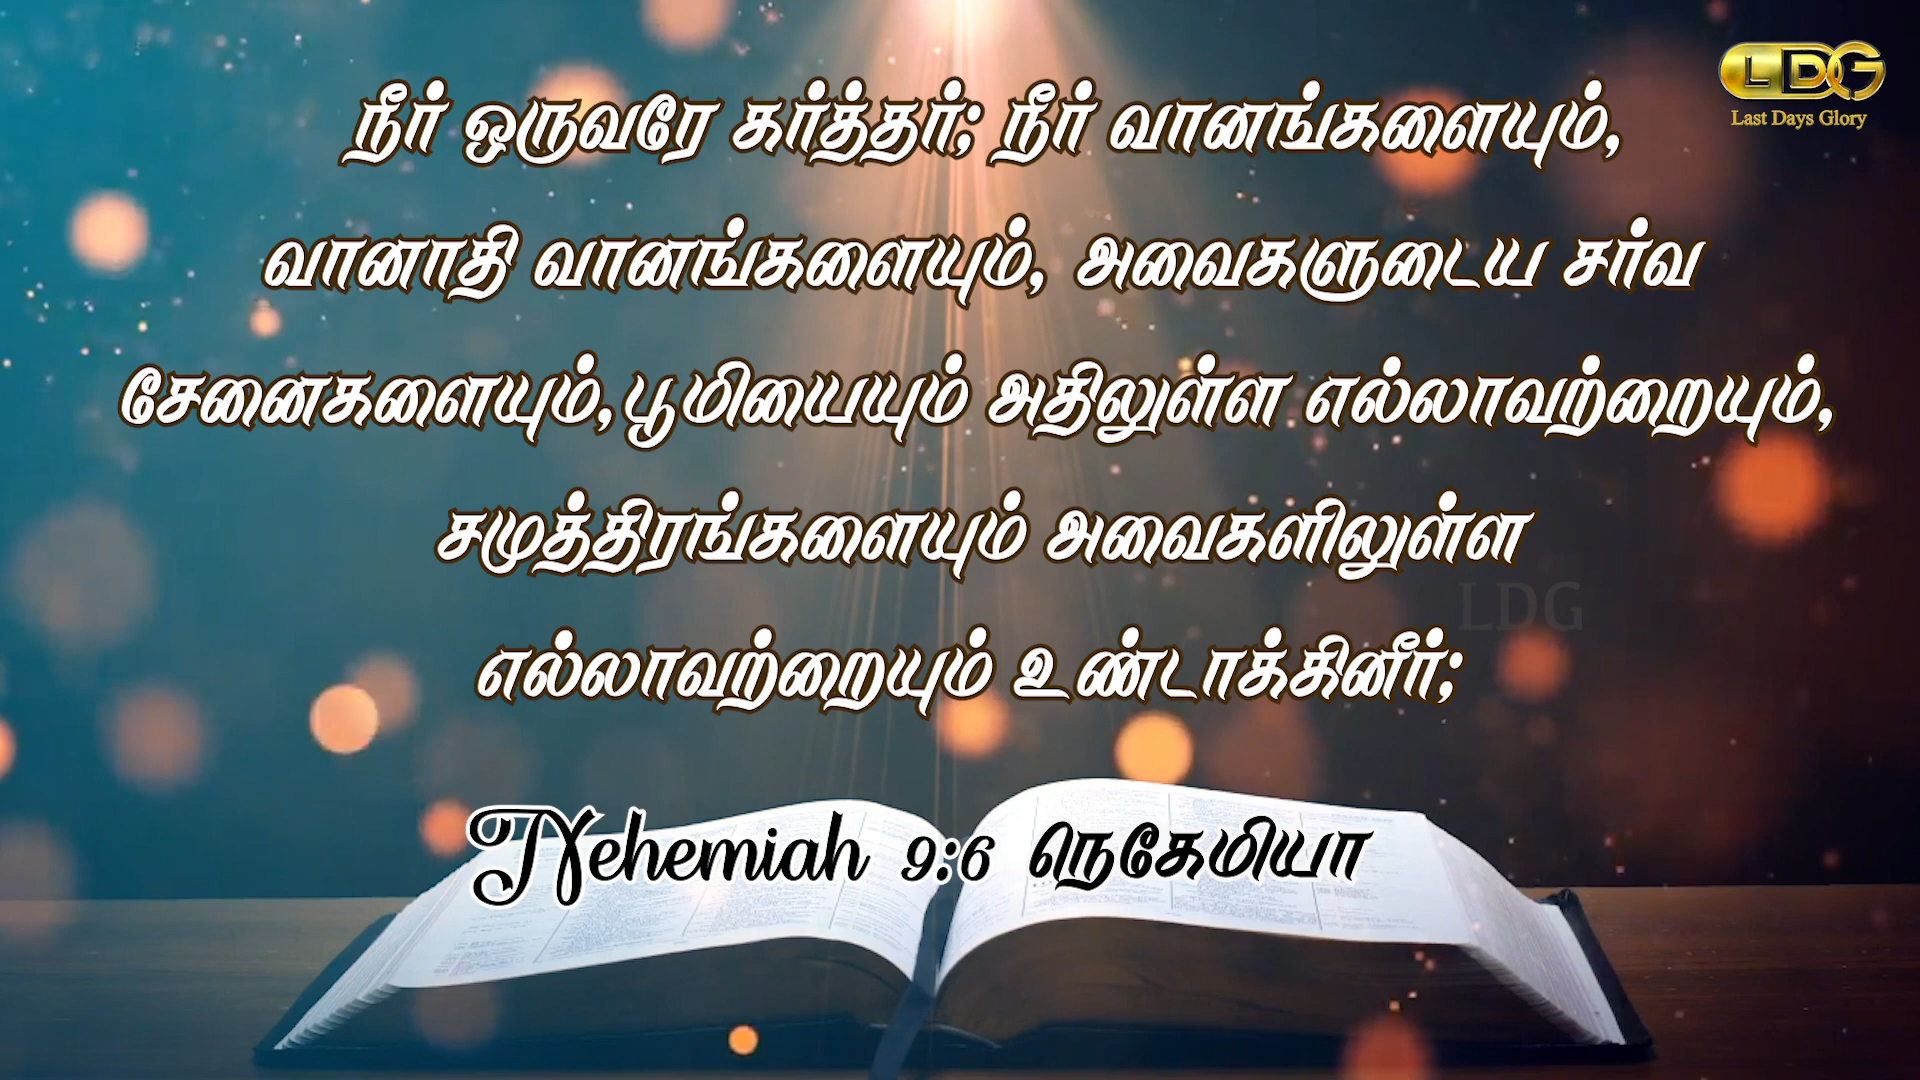 LDG
Last Days Glory
நீர் ஒருவரே கர்த்தர்; நீர் வானங்களையும்,
வானாதி வானங்களையும், அவைகளுடைய சர்வ
சேனைகளையும்,பூமியையும் அதிலுள்ள எல்லாவற்றையும்,
சமுத்திரங்களையும் அவைகளிலுள்ள
LDG
எல்லாவற்றையும் உண்டாக்கினீர்;
Nehemiah 9:6 நெகேமியா